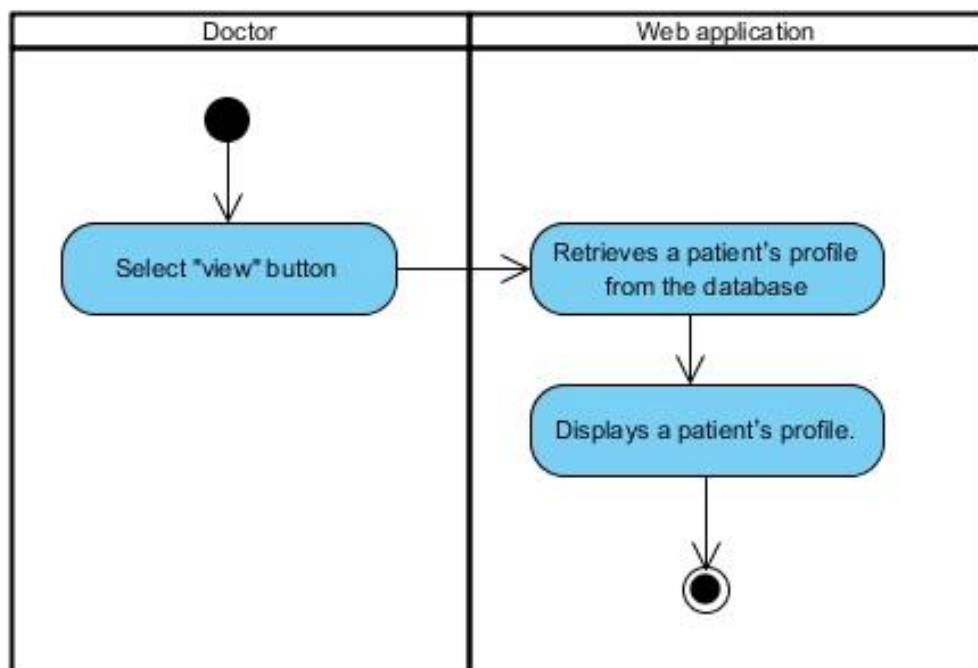 Doctor
Web application
Select "view" button
Retrieves a patient's profile
from the database
Displays a patient's profile.